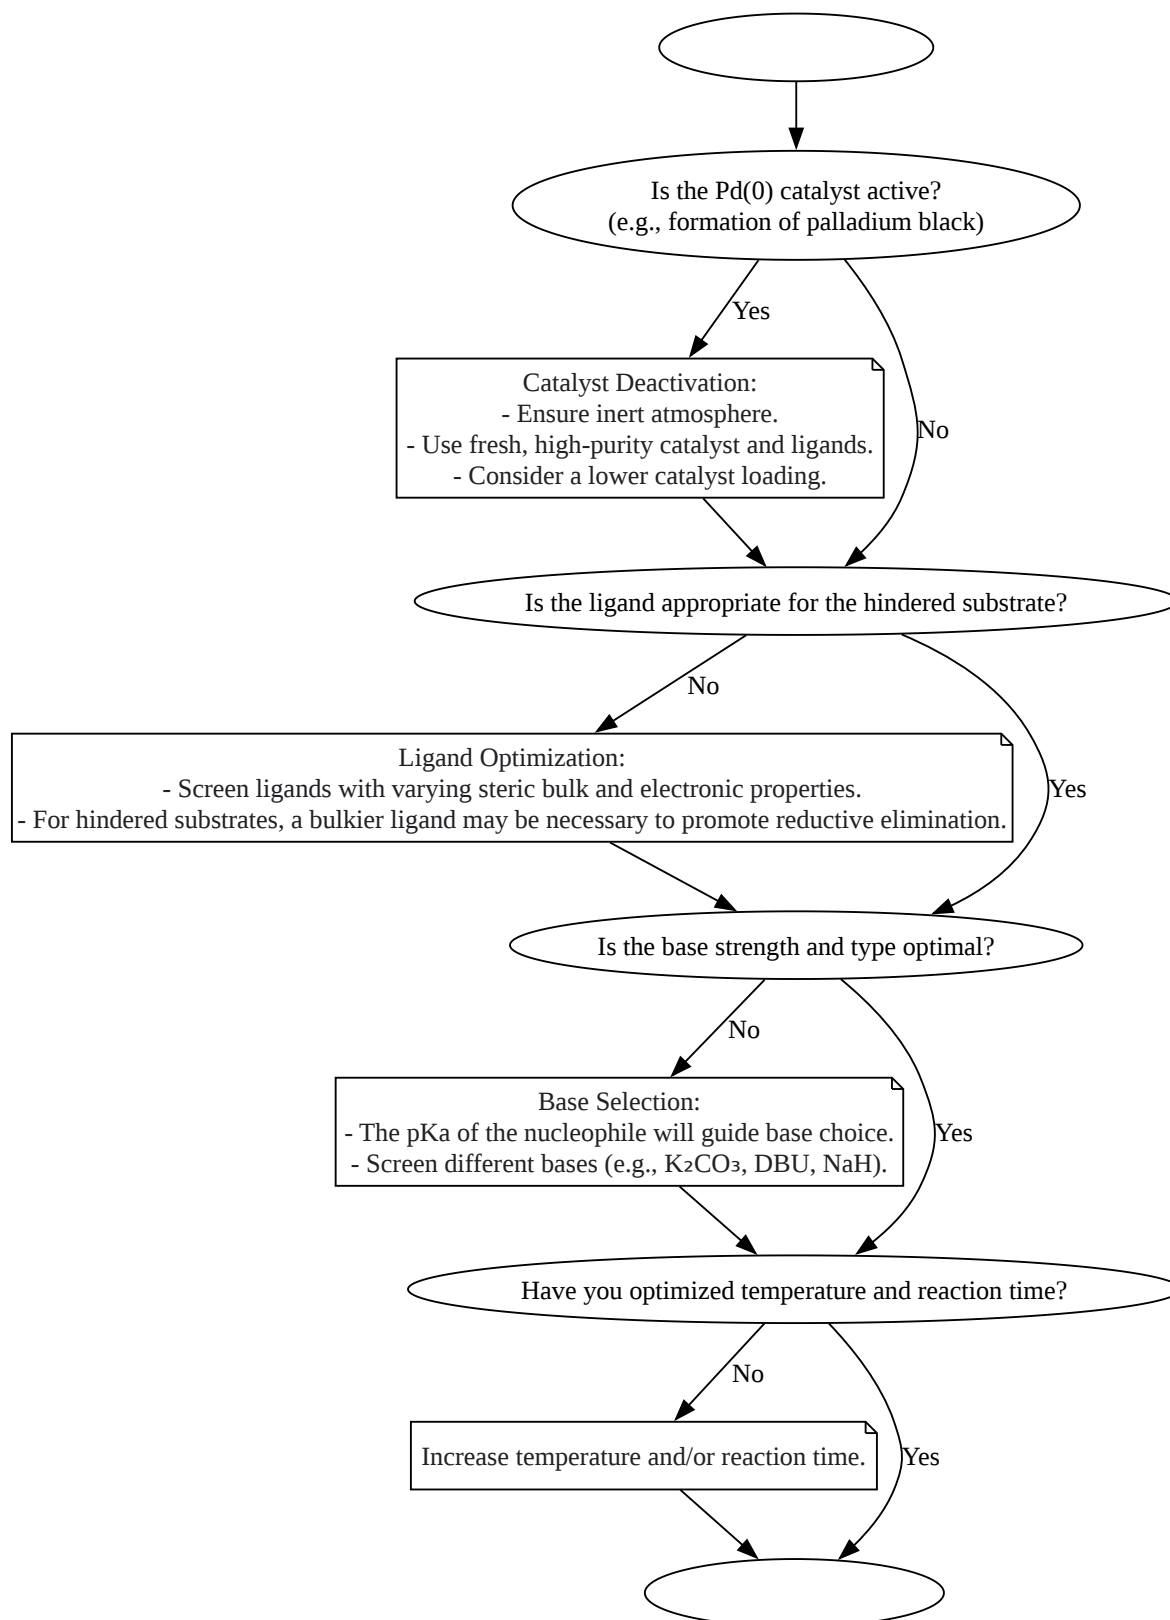 Is the Pd(0) catalyst active?
(e.g., formation of palladium black)
Yes
Catalyst Deactivation:
- Ensure inert atmosphere.
- Use fresh, high-purity catalyst and ligands.
- Consider a lower catalyst loading.
No
Is the ligand appropriate for the hindered substrate?
No
Ligand Optimization:
- Screen ligands with varying steric bulk and electronic properties.
- For hindered substrates, a bulkier ligand may be necessary to promote reductive elimination.
Yes
Is the base strength and type optimal?
No
Base Selection:
- The pKa of the nucleophile will guide base choice.
- Screen different bases (e.g., K₂CO₃, DBU, NaH).
Yes
Have you optimized temperature and reaction time?
No
Increase temperature and/or reaction time.
Yes